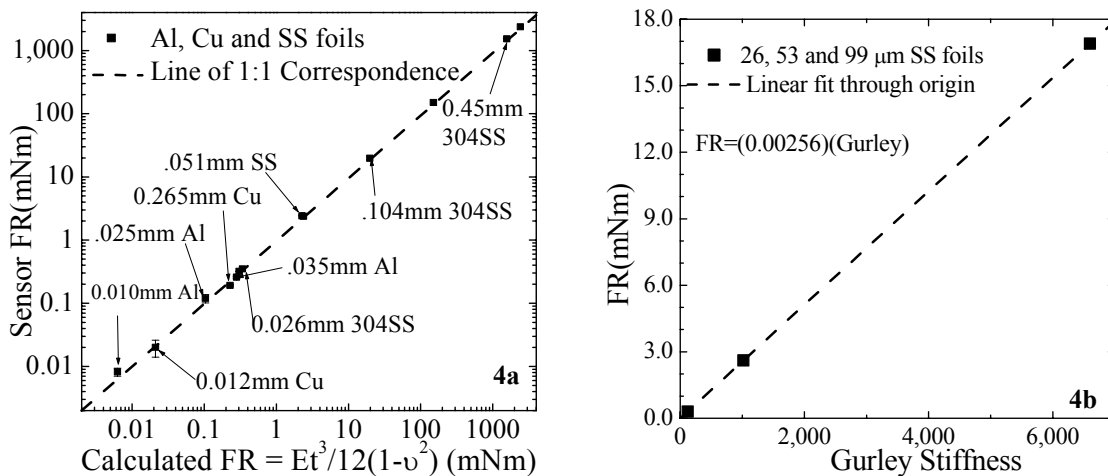 Sensor FR(mNm)
1,000
100
10
1
0.1
0.01
Al, Cu and SS foils
Line of 1:1 Correspondence
0.45mm
304SS
.051mm SS
0.265mm Cu
.104mm 304SS
.025mm Al
.035mm Al
0.010mm Al
0.026mm 304SS
0.012mm Cu
4a
0.01 0.1 1 10 100 1000
Calculated FR = Et³/12(1-υ²) (mNm)
FR(mNm)
18.0
15.0
12.0
9.0
6.0
3.0
0.0
26, 53 and 99 μm SS foils
Linear fit through origin
FR=(0.00256)(Gurley)
4b
0 2,000 4,000 6,000
Gurley Stiffness